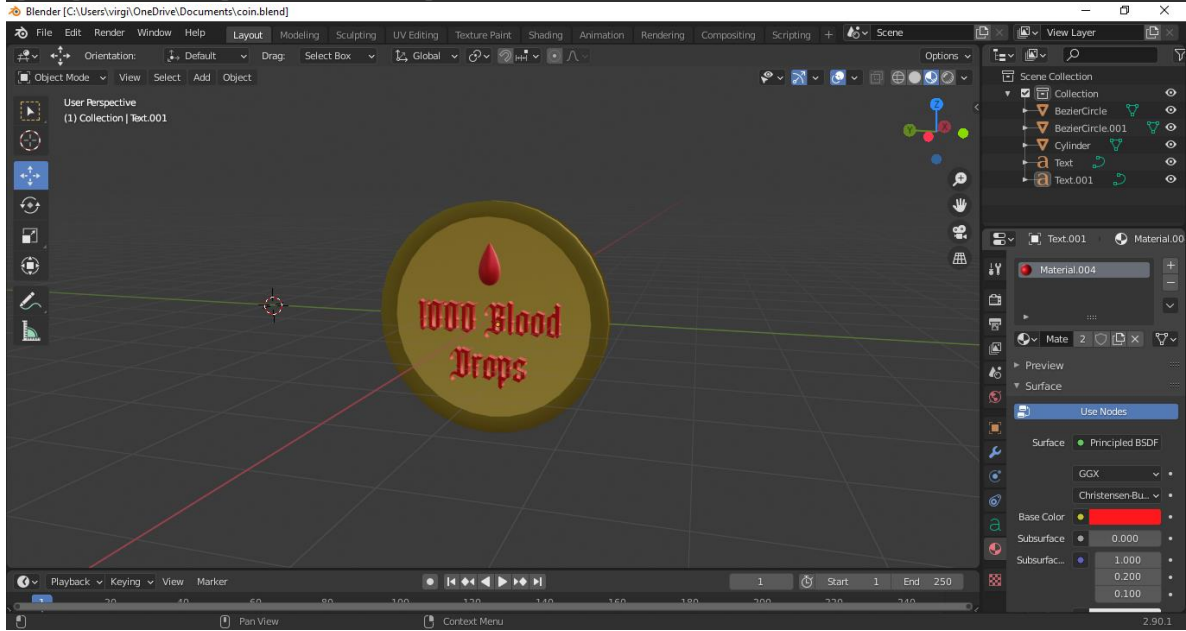 Blender [C:\Users\virgi\OneDrive\Documents\coin.blend]
File Edit Render Window Help Layout Modeling Sculpting UV Editing Texture Paint Shading Animation Rendering Compositing Scripting + Scene View Layer
Orientation: Default Drag: Select Box Global Options
Object Mode View Select Add Object
User Perspective
(1) Collection | Text.001
Z
X
Y
1000 Blood
Drops
Scene Collection
Collection
BezierCircle
BezierCircle.001
Cylinder
Text
Text.001
Text.001 Material.00
Material.004
Mate 2
Preview
Surface
Use Nodes
Surface Principled BSDF
GGX
Christensen-Bu...
Base Color
Subsurface 0.000
Subsurfac... 1.000
0.200
0.100
Playback Keying View Marker 1 Start 1 End 250
1 20 40 60 80 100 120 140 160 180 200 220 240
Pan View Context Menu 2.90.1